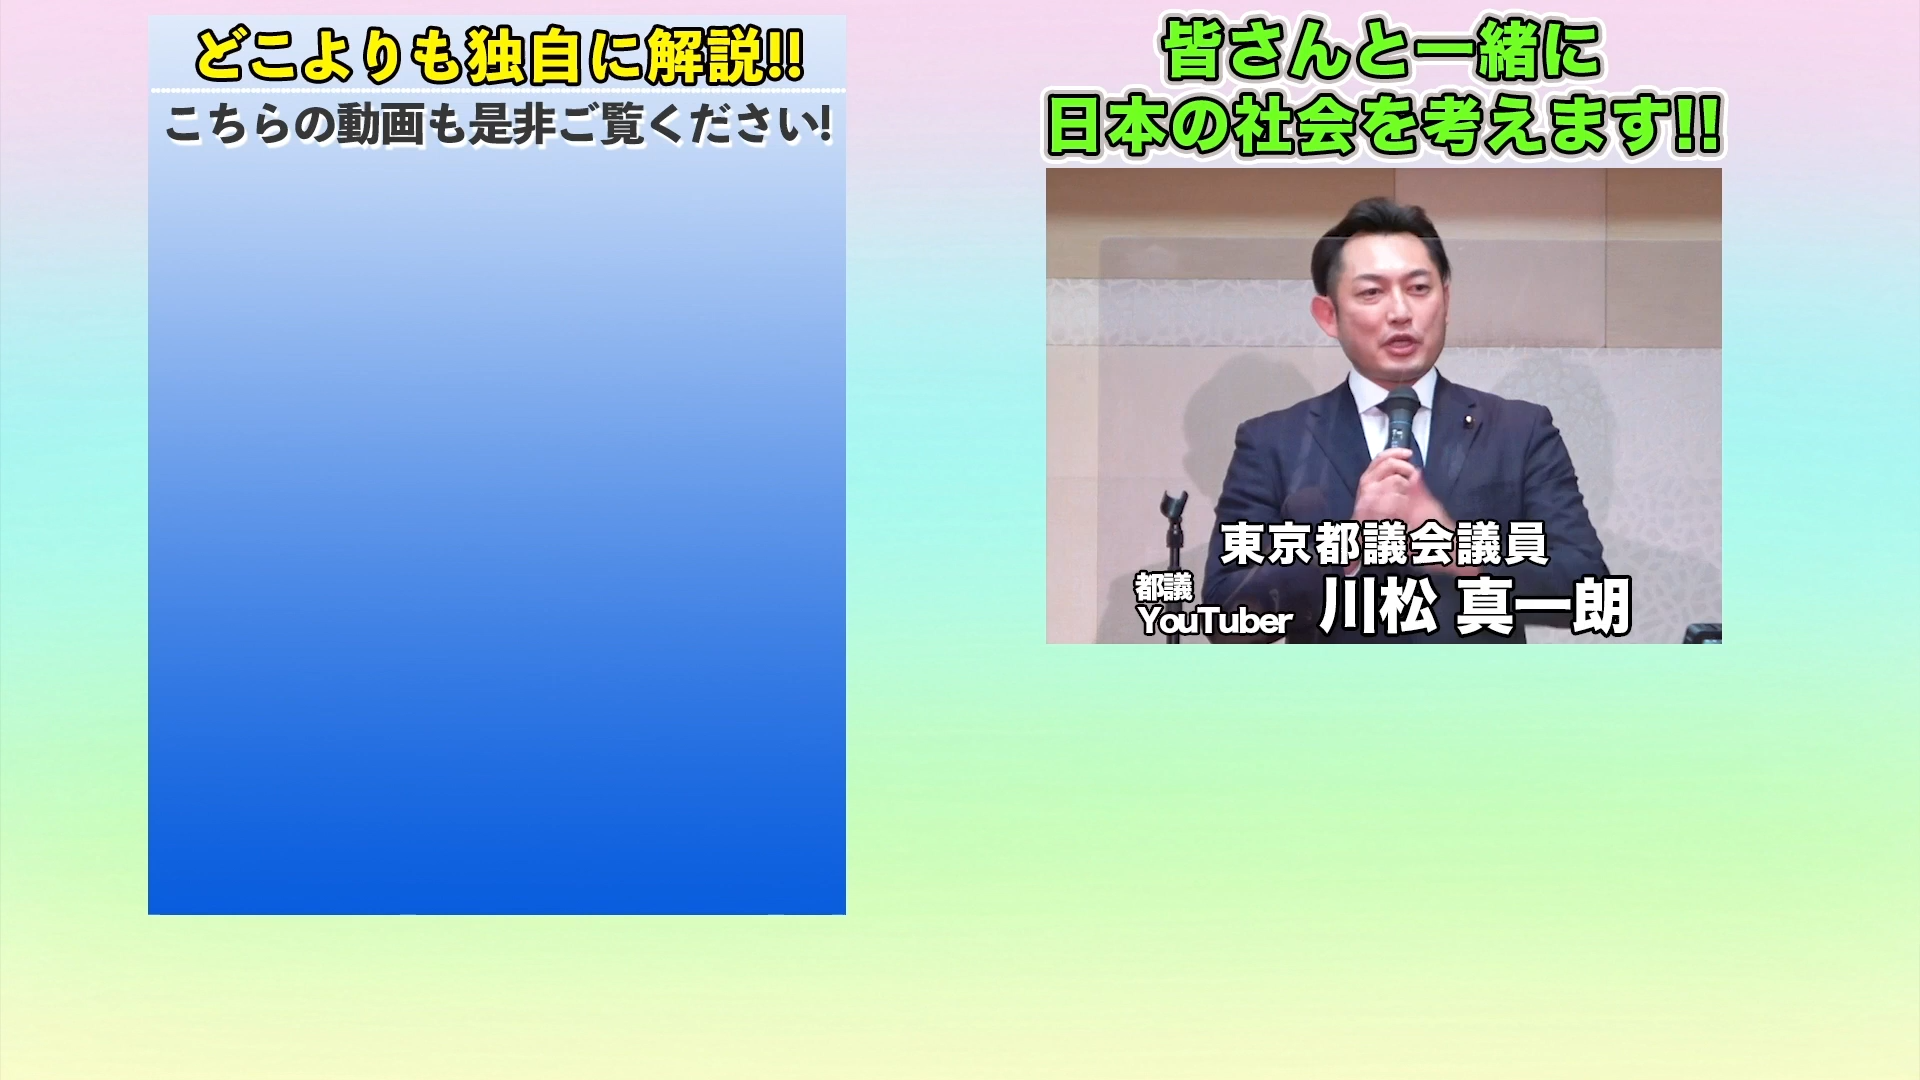 どこよりも独自に解説!!
こちらの動画も是非ご覧ください!
皆さんと一緒に
日本の社会を考えます!!
東京都議会議員
都議
YouTuber 川松 真一朗